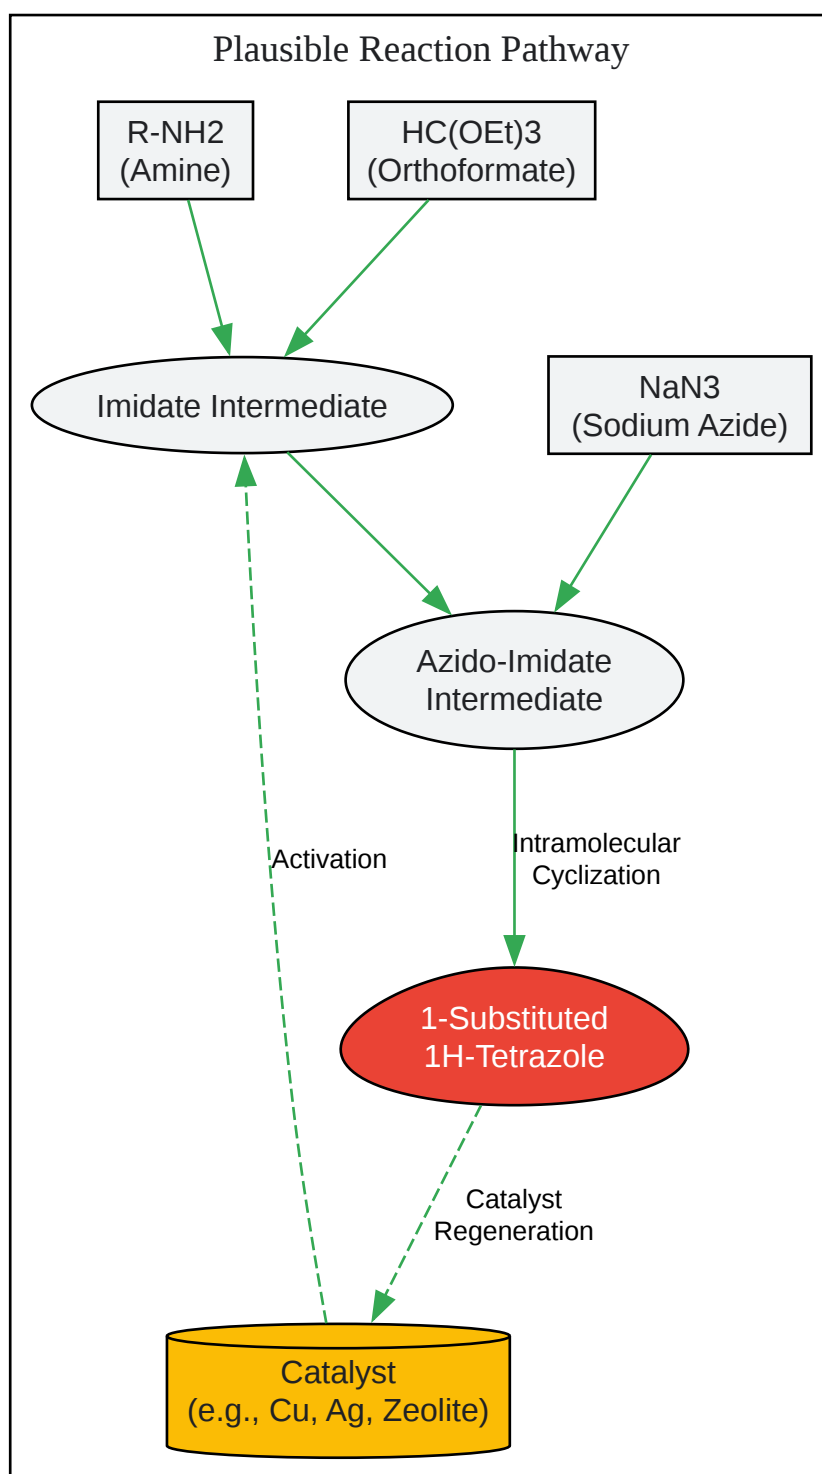 Plausible Reaction Pathway
R-NH2
(Amine)
HC(OEt)3
(Orthoformate)
Imidate Intermediate
NaN3
(Sodium Azide)
Azido-Imidate
Intermediate
Activation
Intramolecular
Cyclization
1-Substituted
1H-Tetrazole
Catalyst
Regeneration
Catalyst
(e.g., Cu, Ag, Zeolite)